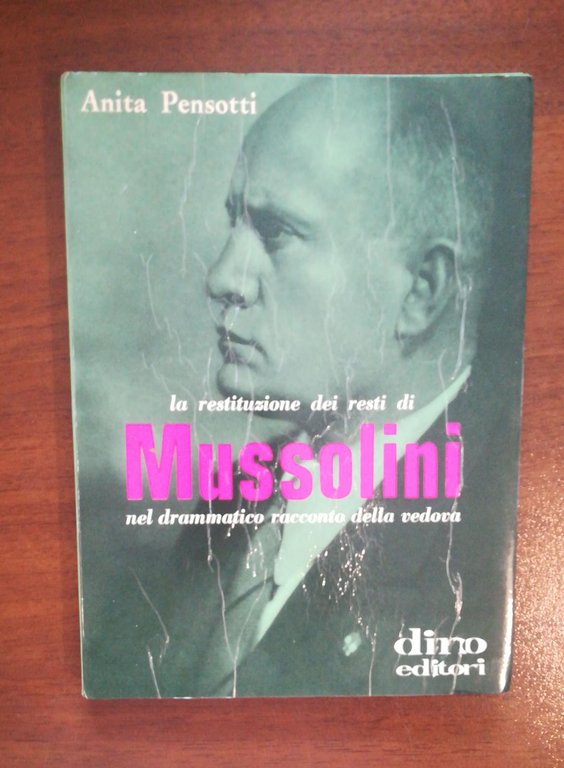 Anita Pensotti
la restituzione dei resti di
Mussolini
nel drammatico racconto della vedova
dino
editori